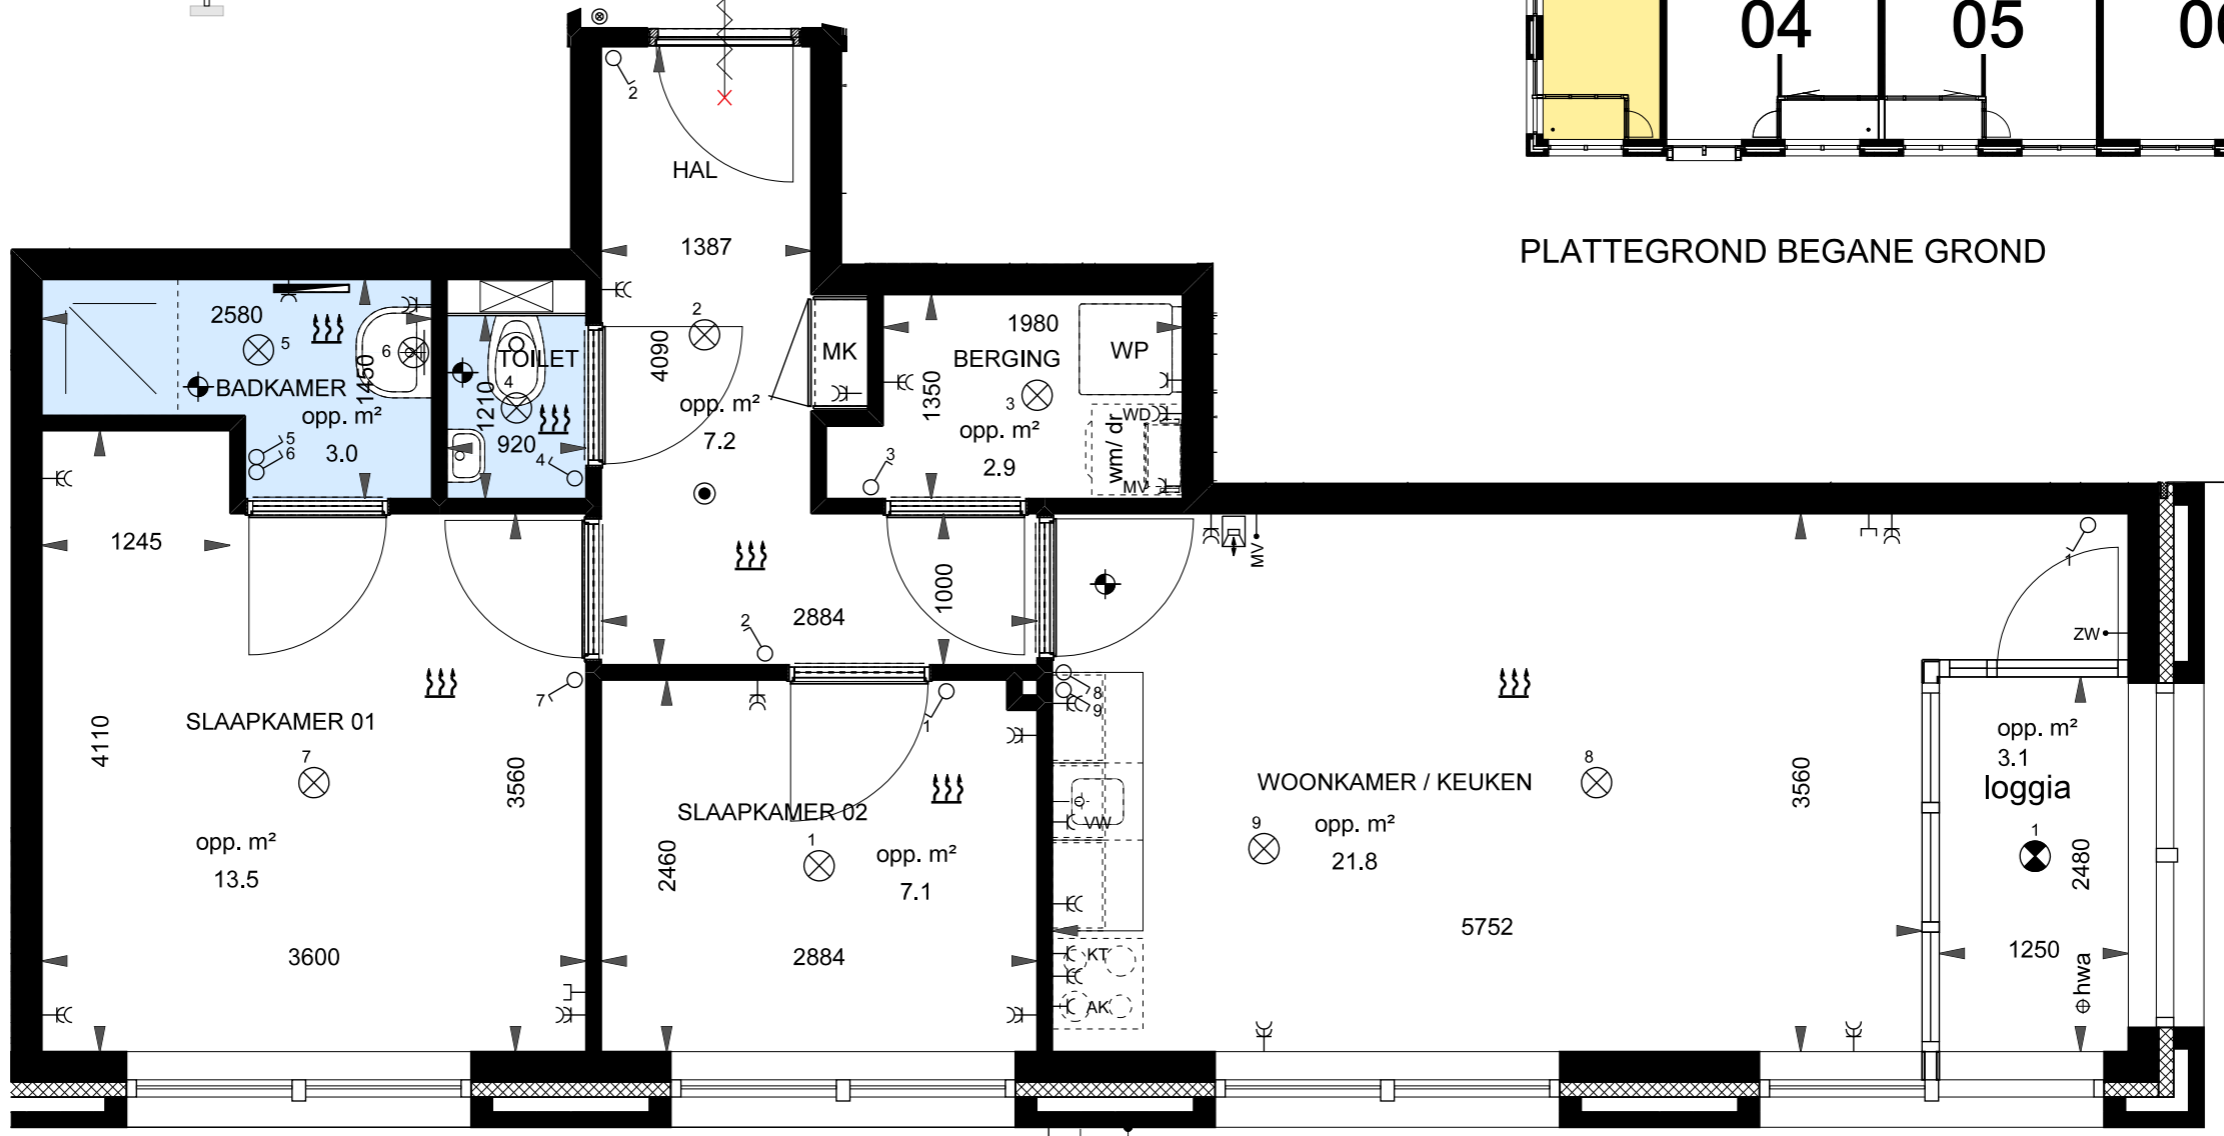 04
05
PLATTEGROND BEGANE GROND
2
HAL
1387
2
4090
opp. m²
7.2
MK
2580
5
6
1450
BADKAMER
opp. m²
3.0
5
6
TOILET
4
1210
920
4
1980
BERGING
WP
3
1350
opp. m²
2.9
3
WD
wm/ dr
MV
1245
1000
2884
2
MV
1
ZW
7
SLAAPKAMER 01
4110
7
3560
opp. m²
13.5
3600
1
SLAAPKAMER 02
1
2460
opp. m²
7.1
2884
8
9
VW
KT
AK
WOONKAMER / KEUKEN
8
9
opp. m²
21.8
3560
5752
opp. m²
3.1
loggia
1
2480
1250
hwa